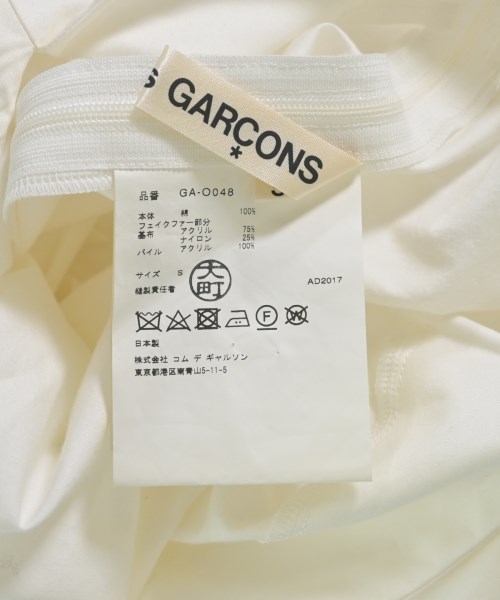 S GARCONS
*
品番 GA-O048 S
本体 綿 100%
フェイクファー部分
基布 アクリル 75%
ナイロン 25%
パイル アクリル 100%
サイズ S
縫製責任者 大町
AD2017
F W
日本製
株式会社 コム デ ギャルソン
東京都港区南青山5-11-5